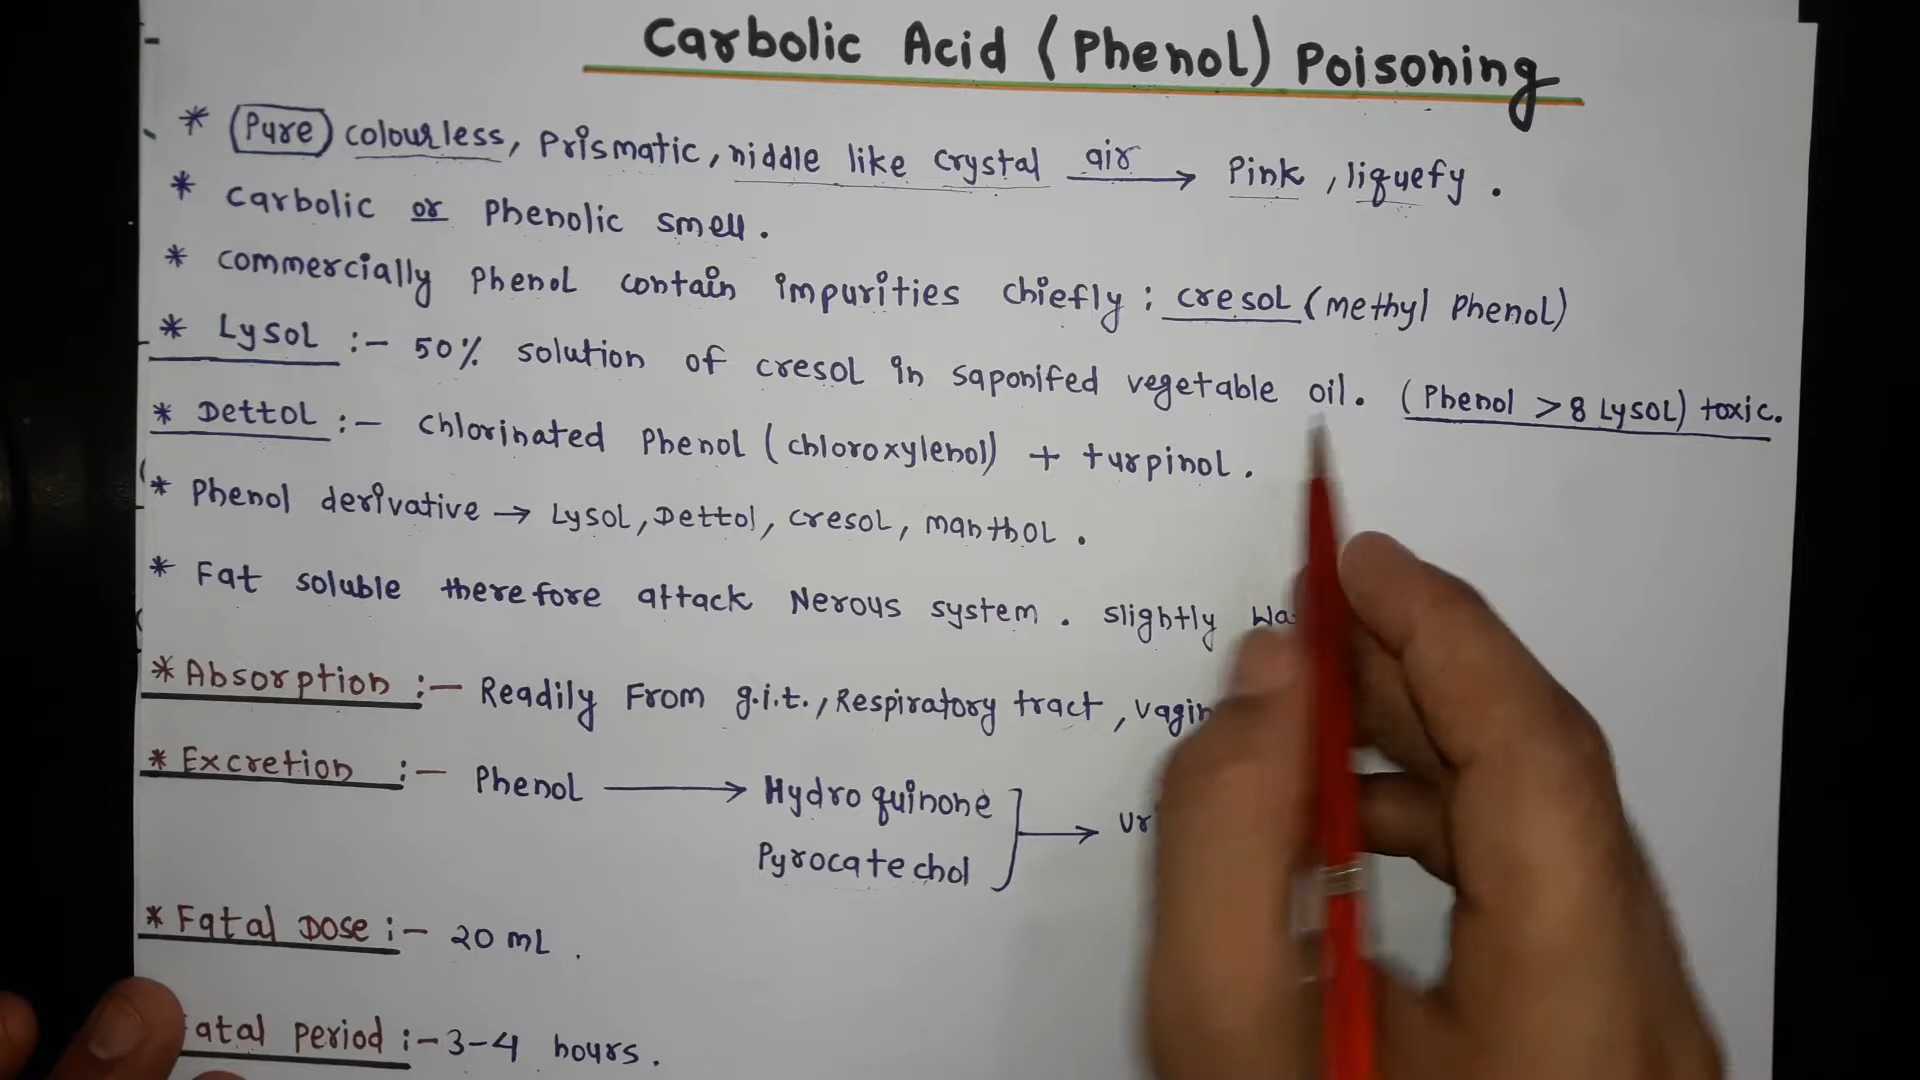 Carbolic Acid (Phenol) Poisoning
* Pure colourless, Prismatic, niddle like crystal air → Pink, liquefy.
* Carbolic or Phenolic smell.
* commercially Phenol contain impurities chiefly : cresol (methyl Phenol)
* Lysol :- 50% solution of cresol in saponifed vegetable oil. (Phenol > 8 Lysol) toxic.
* Dettol :- Chlorinated Phenol (chloroxylenol) + turpinol.
* Phenol derivative → Lysol, Dettol, cresol, manthol.
* Fat soluble therefore attack Nerous system. slightly
* Absorption :- Readily From g.i.t., Respiratory tract,
* Excretion :- Phenol → Hydroquinone
Pyrocatechol →
* Fatal Dose :- 20 mL.
atal period :- 3-4 hours.